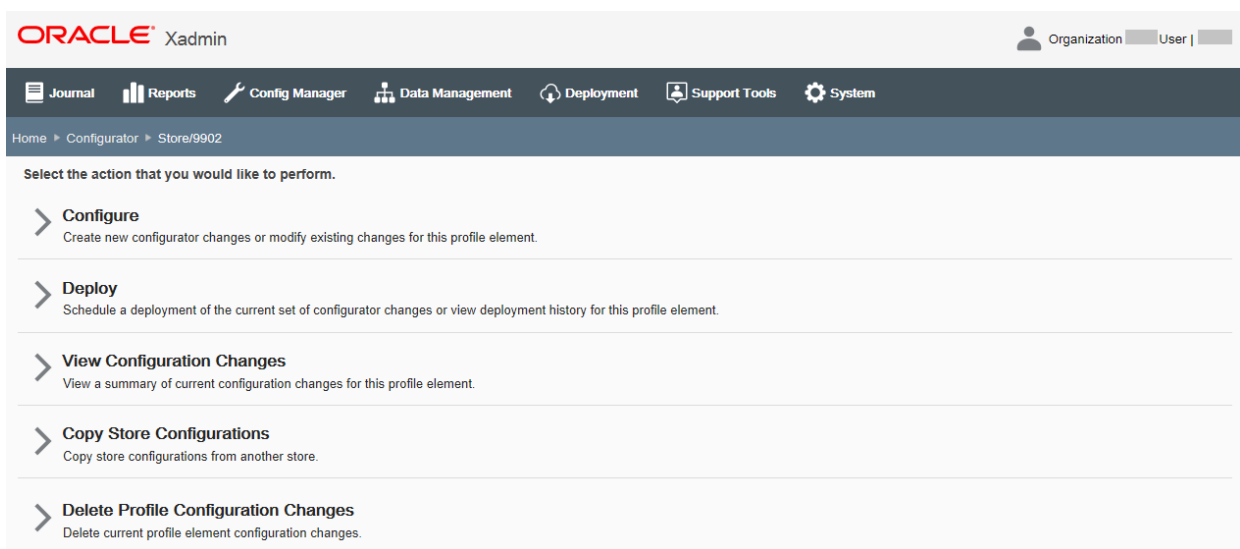 ORACLE Xadmin
Organization User |
Journal Reports Config Manager Data Management Deployment Support Tools System
Home Configurator Store/9902
Select the action that you would like to perform.
Configure
Create new configurator changes or modify existing changes for this profile element.
Deploy
Schedule a deployment of the current set of configurator changes or view deployment history for this profile element.
View Configuration Changes
View a summary of current configuration changes for this profile element.
Copy Store Configurations
Copy store configurations from another store.
Delete Profile Configuration Changes
Delete current profile element configuration changes.